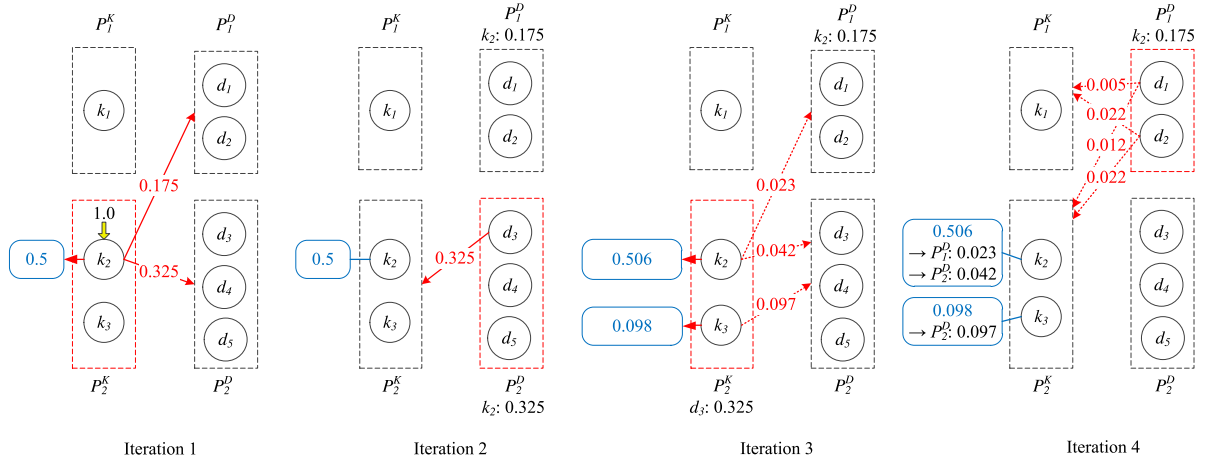 P₁ᴷ P₁ᴰ
k₁
d₁
d₂
0.175
1.0
0.5
k₂
0.325
k₃
d₃
d₄
d₅
P₂ᴷ P₂ᴰ
Iteration 1
P₁ᴷ P₁ᴰ
k₂: 0.175
k₁
d₁
d₂
0.5
k₂
0.325
k₃
d₃
d₄
d₅
P₂ᴷ P₂ᴰ
k₂: 0.325
Iteration 2
P₁ᴷ P₁ᴰ
k₂: 0.175
k₁
d₁
d₂
0.023
0.506
k₂
0.042
0.098
k₃
0.097
d₃
d₄
d₅
P₂ᴷ P₂ᴰ
d₃: 0.325
Iteration 3
P₁ᴷ P₁ᴰ
k₂: 0.175
k₁
0.005
0.022
0.012
0.022
d₁
d₂
0.506
→ P₁ᴰ: 0.023
→ P₂ᴰ: 0.042
k₂
0.098
→ P₂ᴰ: 0.097
k₃
d₃
d₄
d₅
P₂ᴷ P₂ᴰ
Iteration 4